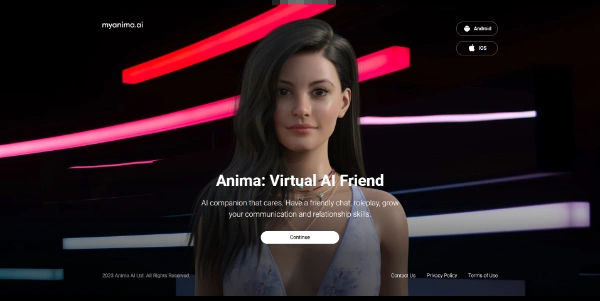 myanima.ai
Android
iOS
Anima: Virtual AI Friend
AI companion that cares. Have a friendly chat, roleplay, grow
your communication and relationship skills.
Continue
2023 Anima AI Ltd. All Rights Reserved
Contact Us Privacy Policy Terms of Use